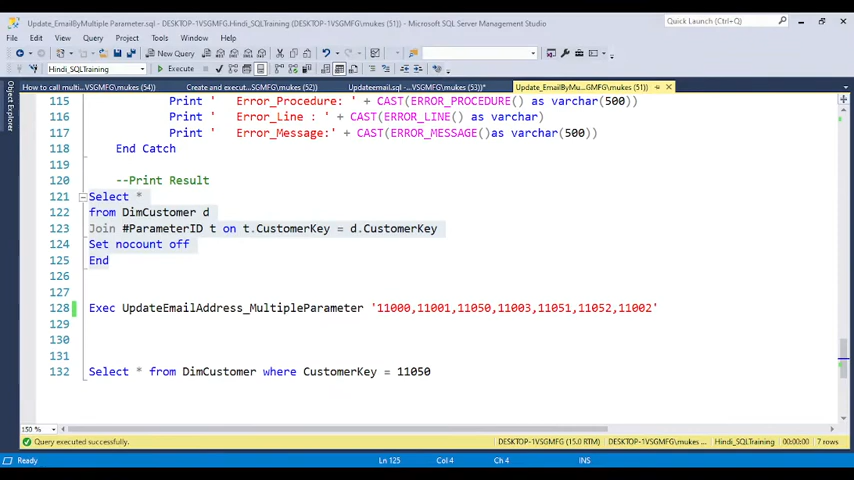 Update_EmailByMultiple Parameter.sql - DESKTOP-1VSGMFG.Hindi_SQLTraining (DESKTOP-1VSGMFG\mukes (51)) - Microsoft SQL Server Management Studio
Quick Launch (Ctrl+Q)
File Edit View Query Project Tools Window Help
New Query
Hindi_SQLTraining Execute
Object Explorer
How to call multi...VSGMFG\mukes (54)) Create and execut...SGMFG\mukes (52)) Updateemail.sql -...SGMFG\mukes (55))* Update_EmailByMu...GMFG\mukes (51))
115 Print '   Error_Procedure: ' + CAST(ERROR_PROCEDURE() as varchar(500))
116 Print '   Error_Line : ' + CAST(ERROR_LINE() as varchar)
117 Print '   Error_Message:' + CAST(ERROR_MESSAGE()as varchar(500))
118 End Catch
119
120 --Print Result
121 Select *
122 from DimCustomer d
123 Join #ParameterID t on t.CustomerKey = d.CustomerKey
124 Set nocount off
125 End
126
127
128 Exec UpdateEmailAddress_MultipleParameter '11000,11001,11050,11003,11051,11052,11002'
129
130
131
132 Select * from DimCustomer where CustomerKey = 11050
150 %
Query executed successfully. DESKTOP-1VSGMFG (15.0 RTM) DESKTOP-1VSGMFG\mukes ... Hindi_SQLTraining 00:00:00 7 rows
Ready Ln 125 Col 4 Ch 4 INS